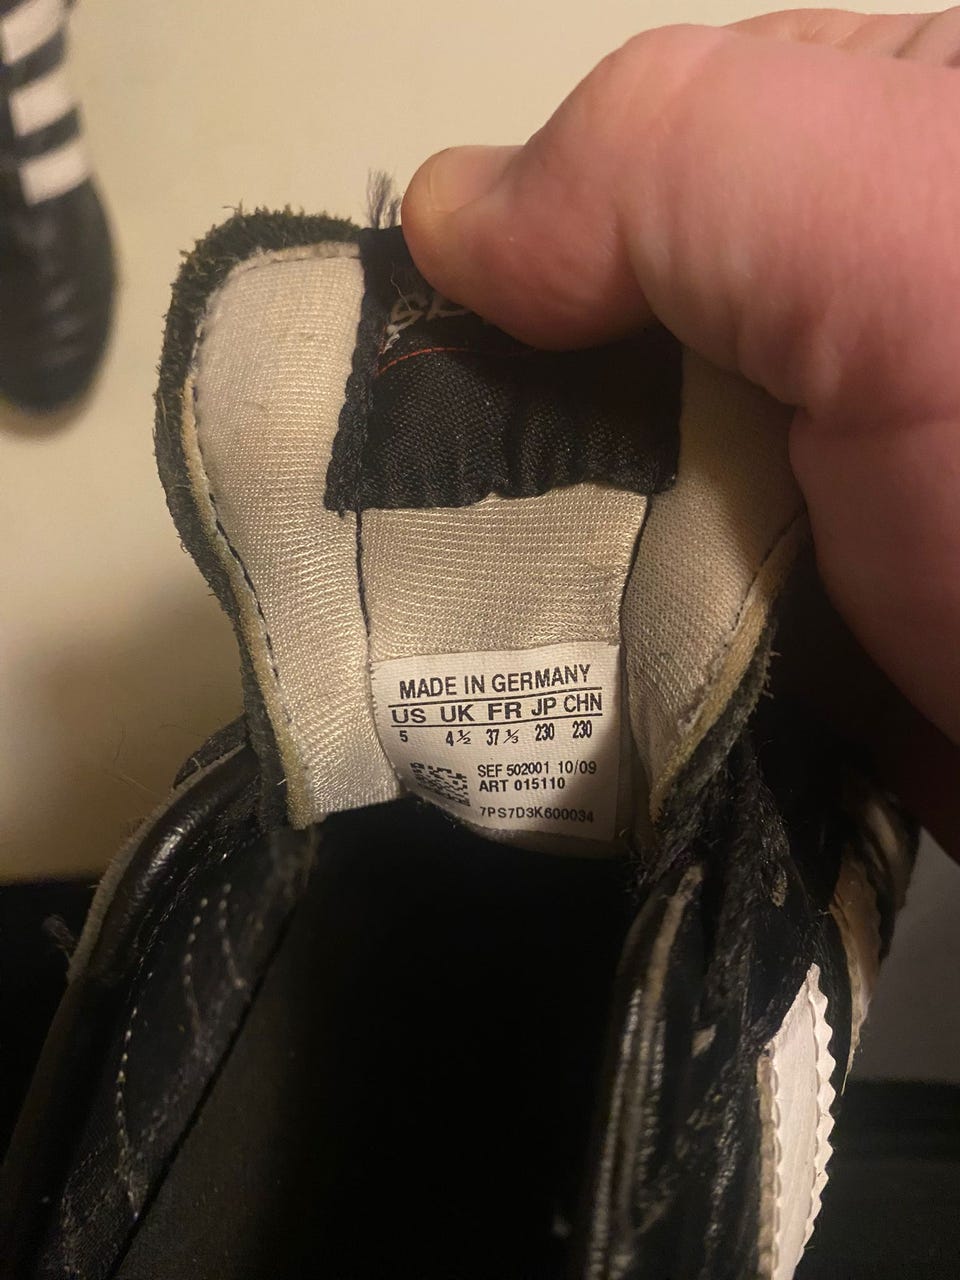 MADE IN GERMANY
US UK FR JP CHN
5 4½ 37⅓ 230 230
SEF 502001 10/09
ART 015110
7PS7D3K600034